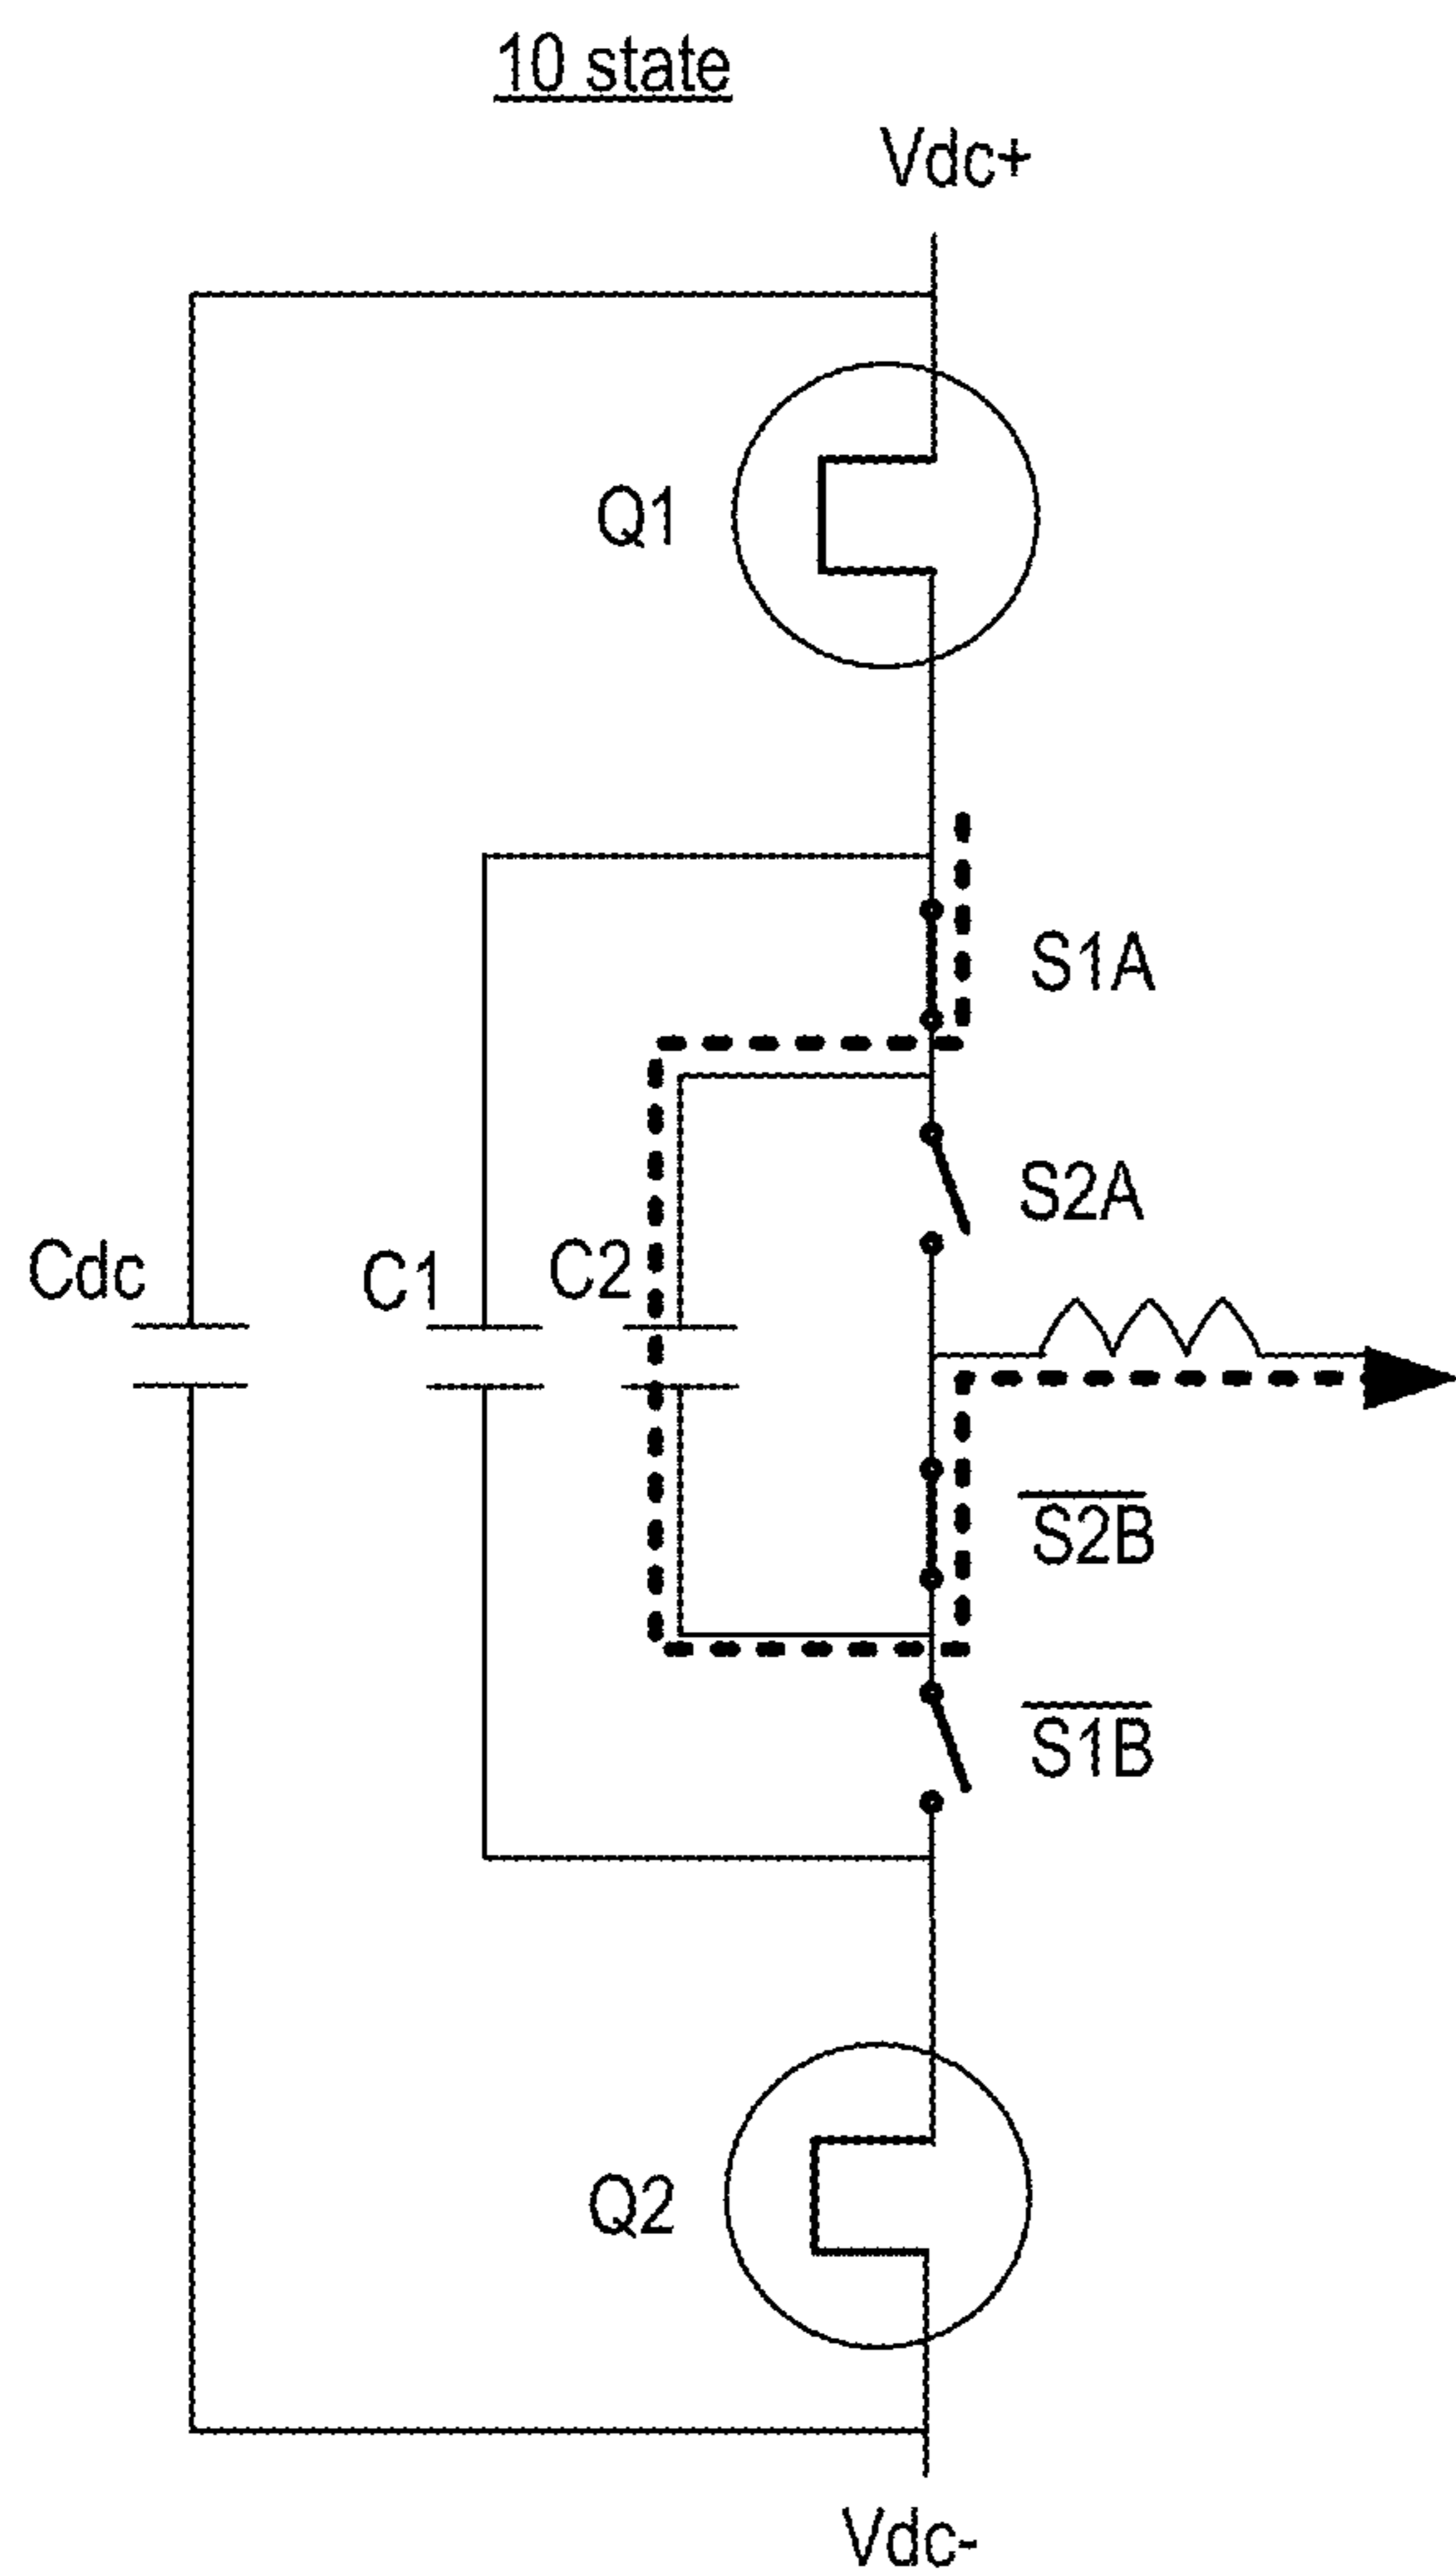 10 state
Vdc+
Q1
S1A
S2A
Cdc
C1
C2
S2B
S1B
Q2
Vdc-